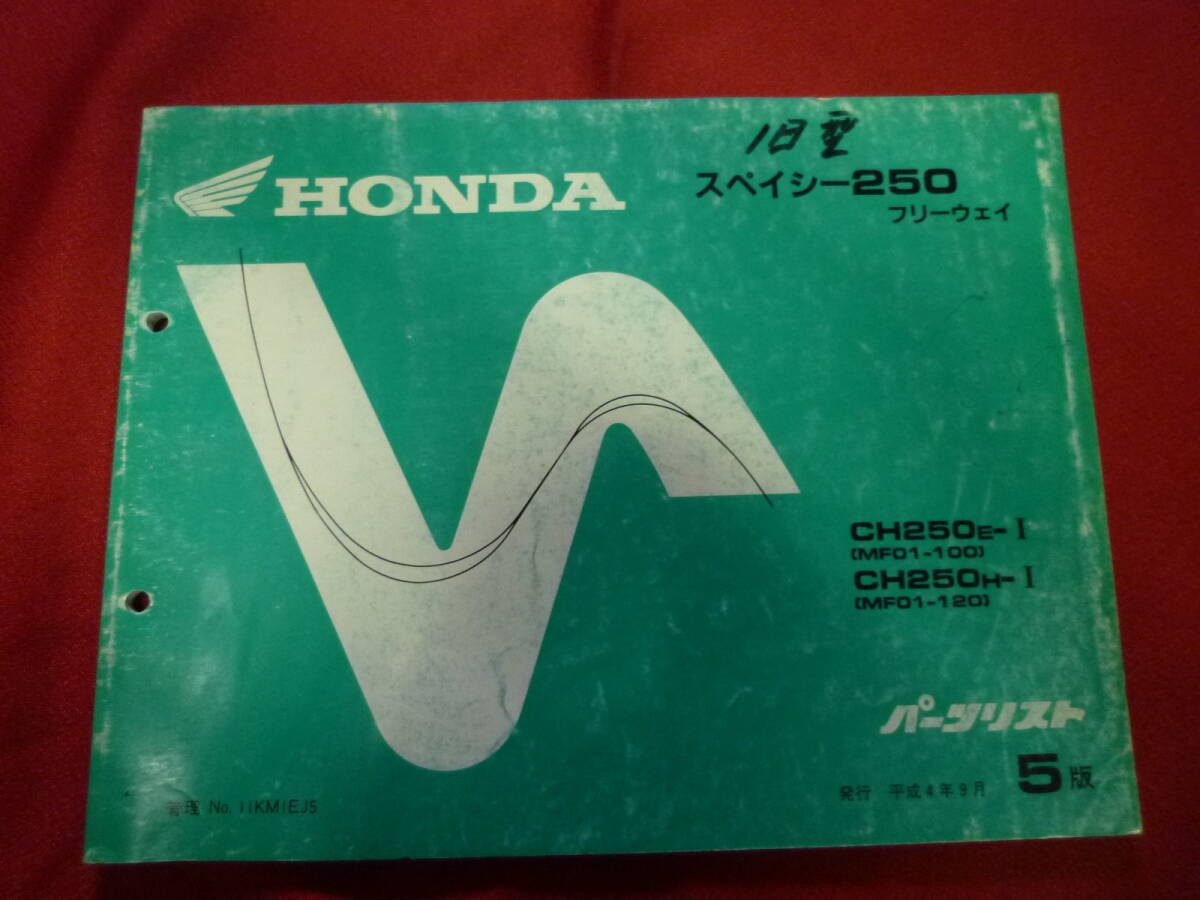 旧型
HONDA
スペイシー250
フリーウェイ
CH250E-I
(MF01-100)
CH250H-I
(MF01-120)
パーツリスト
5版
発行 平成4年9月
管理 No. 11KM1EJ5